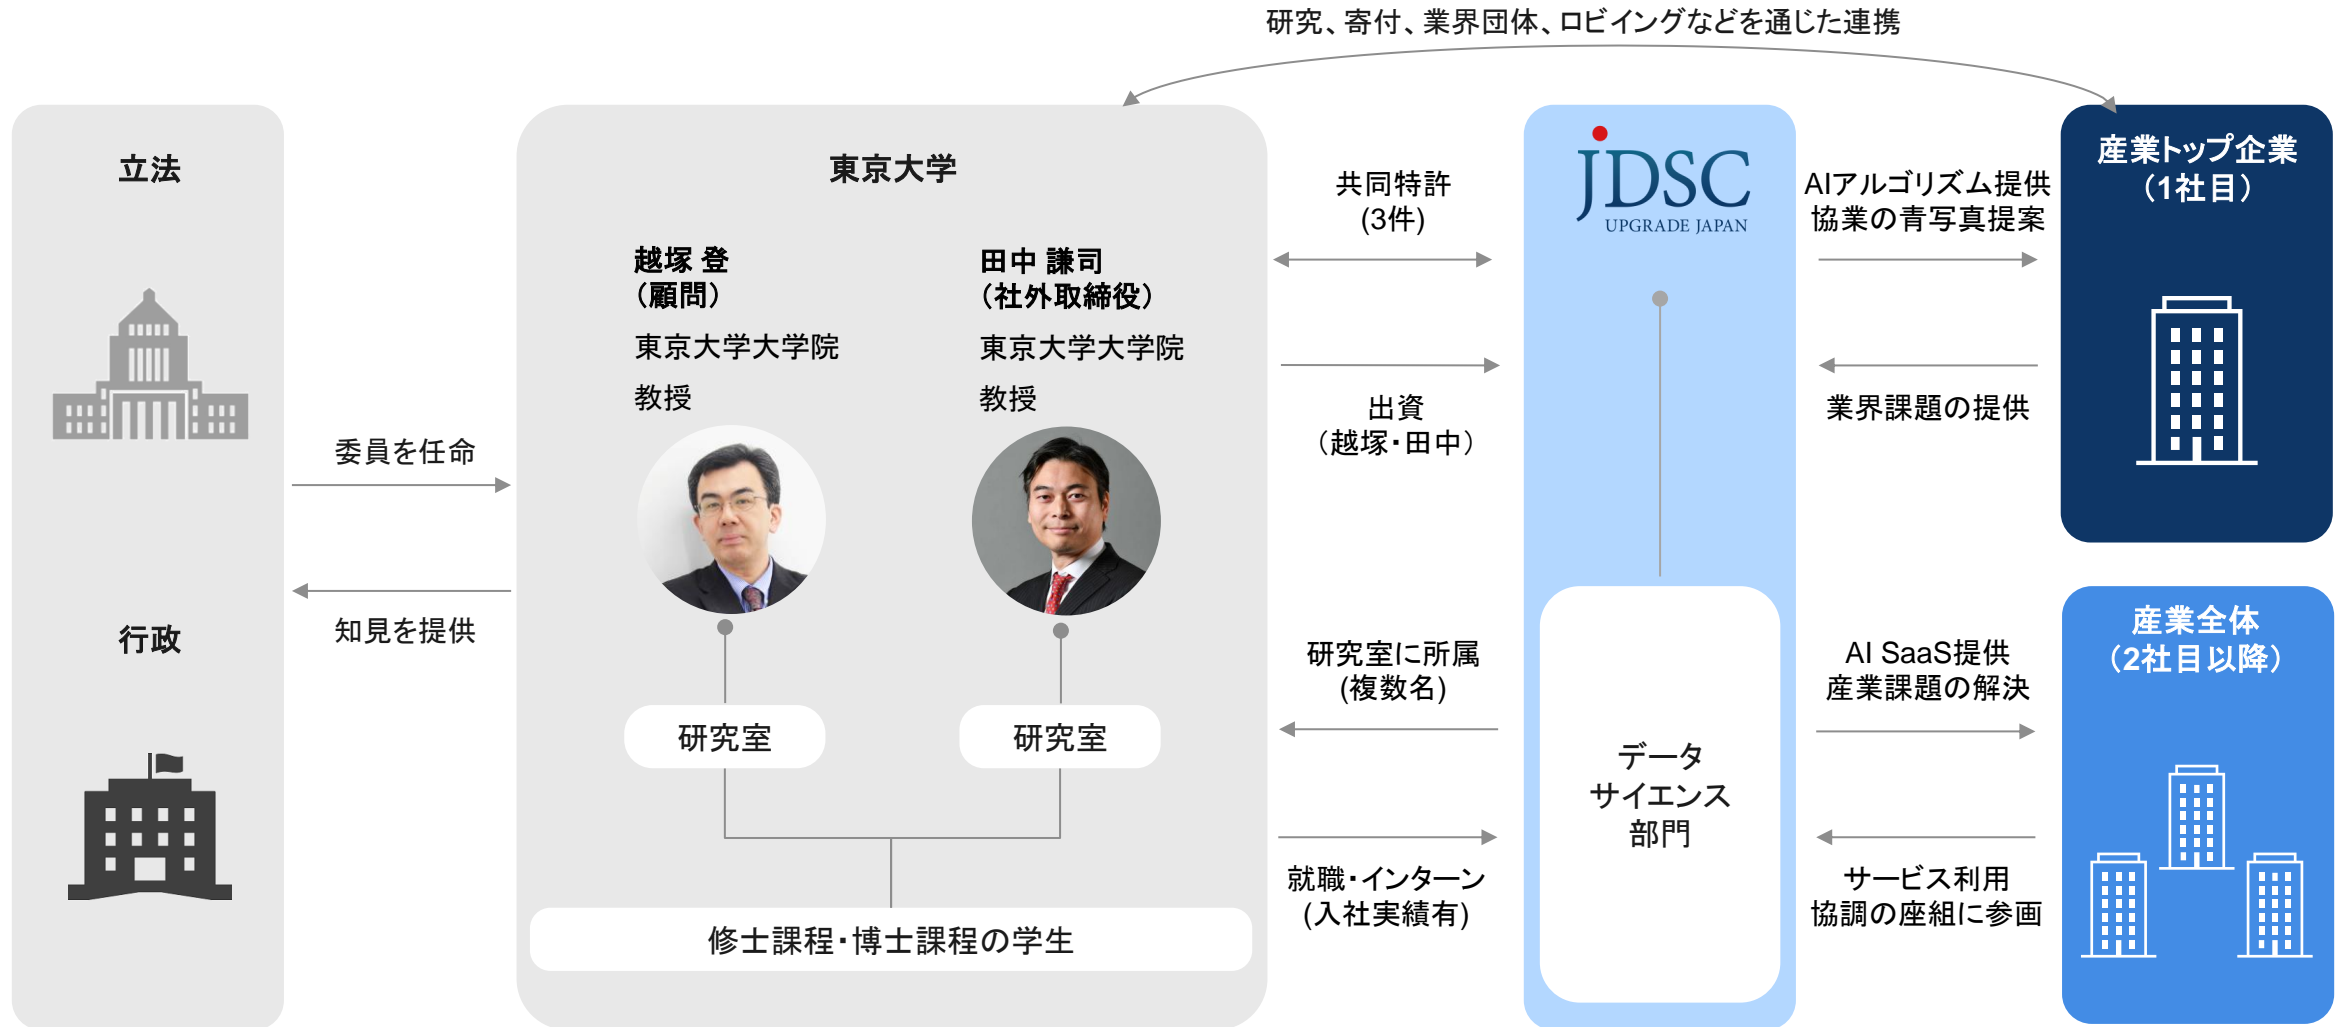 研究、寄付、業界団体、ロビイングなどを通じた連携
立法
行政
委員を任命
知見を提供
東京大学
越塚 登
（顧問）
東京大学大学院
教授
田中 謙司
（社外取締役）
東京大学大学院
教授
研究室
研究室
修士課程・博士課程の学生
共同特許
(3件)
出資
（越塚・田中）
研究室に所属
(複数名)
就職・インターン
(入社実績有)
JDSC
UPGRADE JAPAN
データ
サイエンス
部門
AIアルゴリズム提供
協業の青写真提案
業界課題の提供
AI SaaS提供
産業課題の解決
サービス利用
協調の座組に参画
産業トップ企業
（1社目）
産業全体
（2社目以降）